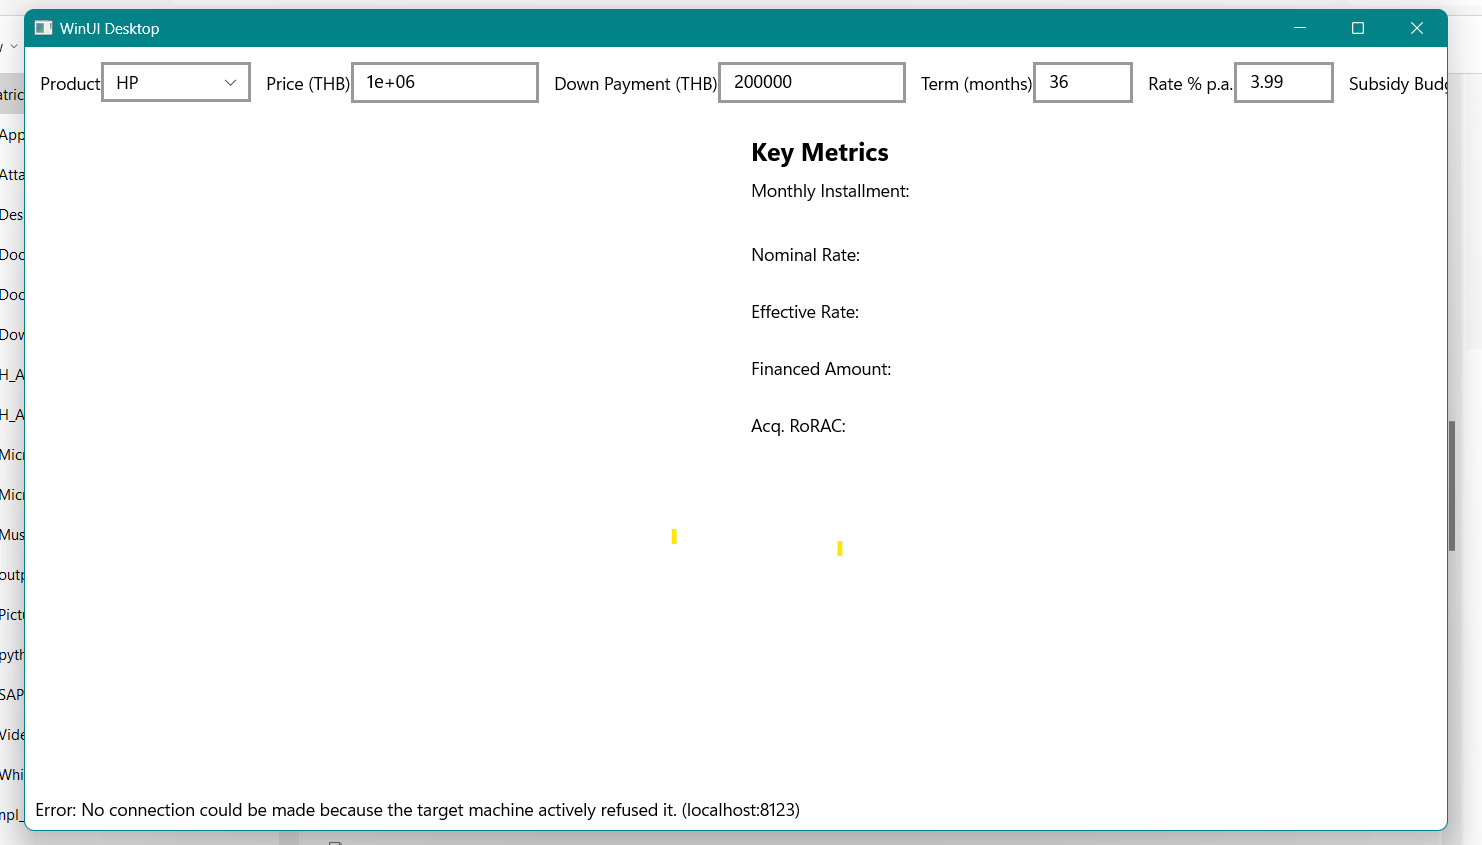 WinUI Desktop
Product HP Price (THB) 1e+06 Down Payment (THB) 200000 Term (months) 36 Rate % p.a. 3.99 Subsidy
Key Metrics
Monthly Installment:
Nominal Rate:
Effective Rate:
Financed Amount:
Acq. RoRAC:
Error: No connection could be made because the target machine actively refused it. (localhost:8123)